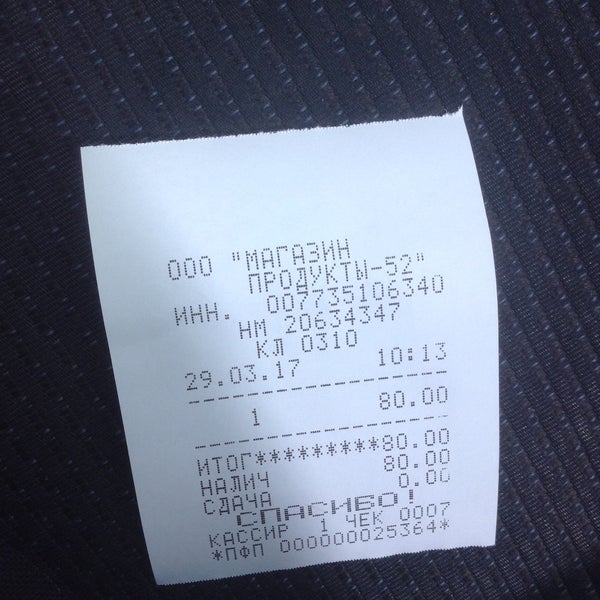 ООО "МАГАЗИН
ПРОДУКТЫ-52"
ИНН. 007735106340
НМ 20634347
КЛ 0310
29.03.17 10:13
1 80.00
ИТОГ*********80.00
НАЛИЧ 80.00
СДАЧА 0.00
СПАСИБО!
КАССИР 1 ЧЕК 0007
*ПФП 000000025364*